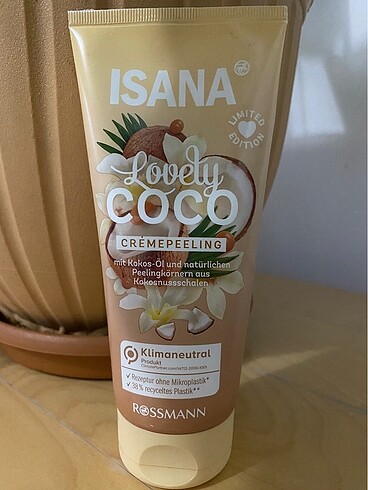 ISANA
LIMITED
EDITION
Lovely
COCO
CRÈMEPEELING
mit Kokos-Öl und natürlichen
Peelingkörnern aus
Kokosnussschalen
Klimaneutral
Produkt
✓ Rezeptur ohne Mikroplastik*
✓ 38% recyceltes Plastik**
ROSSMANN